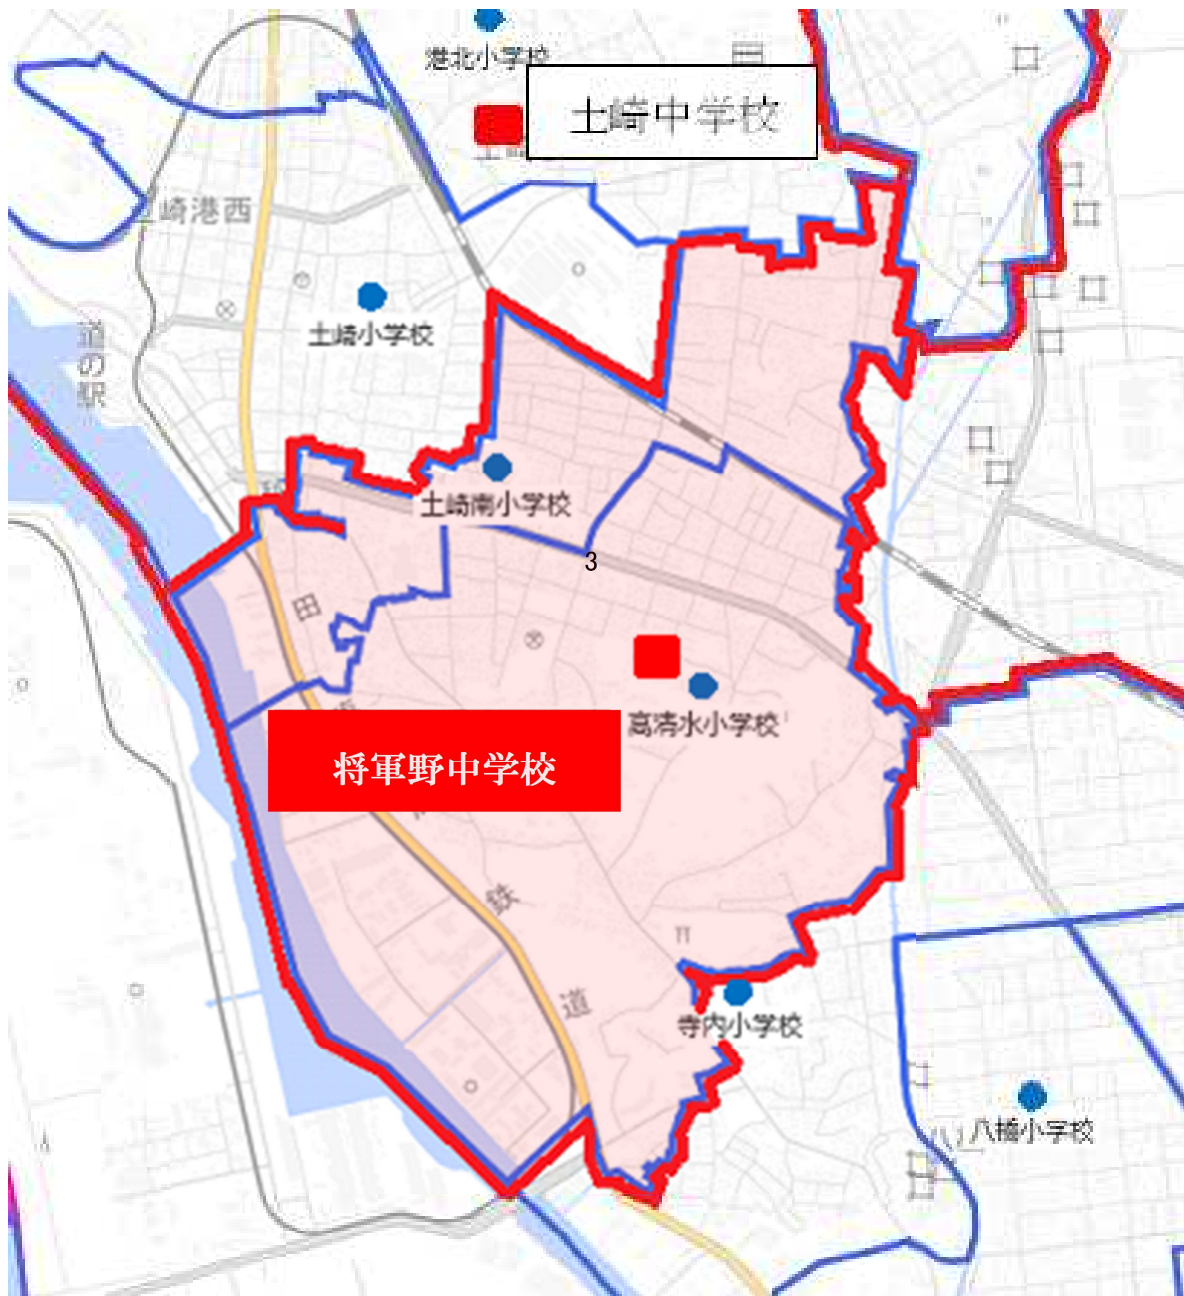 港北小学校
土崎中学校
崎港西
道の駅
土崎小学校
土崎南小学校
3
田
高清水小学校
将軍野中学校
鉄
道
寺内小学校
八橋小学校